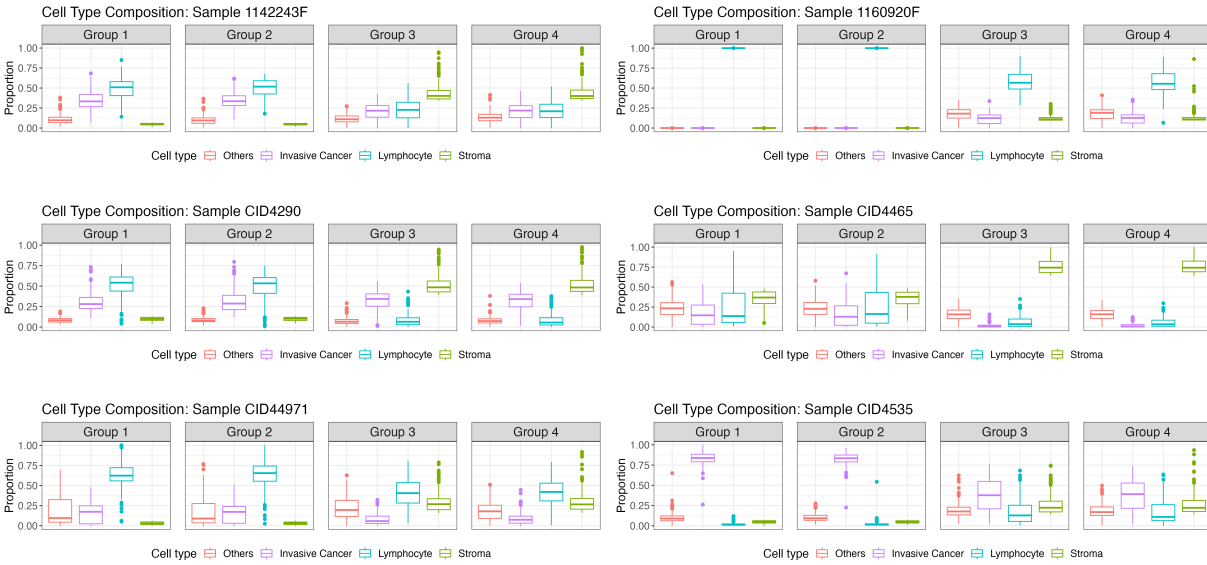 Cell Type Composition: Sample 1142243F
Group 1 Group 2 Group 3 Group 4
Proportion
1.00
0.75
0.50
0.25
0.00
Cell type Others Invasive Cancer Lymphocyte Stroma
Cell Type Composition: Sample 1160920F
Group 1 Group 2 Group 3 Group 4
Proportion
1.00
0.75
0.50
0.25
0.00
Cell type Others Invasive Cancer Lymphocyte Stroma
Cell Type Composition: Sample CID4290
Group 1 Group 2 Group 3 Group 4
Proportion
1.00
0.75
0.50
0.25
0.00
Cell type Others Invasive Cancer Lymphocyte Stroma
Cell Type Composition: Sample CID4465
Group 1 Group 2 Group 3 Group 4
Proportion
1.00
0.75
0.50
0.25
0.00
Cell type Others Invasive Cancer Lymphocyte Stroma
Cell Type Composition: Sample CID44971
Group 1 Group 2 Group 3 Group 4
Proportion
1.00
0.75
0.50
0.25
0.00
Cell type Others Invasive Cancer Lymphocyte Stroma
Cell Type Composition: Sample CID4535
Group 1 Group 2 Group 3 Group 4
Proportion
1.00
0.75
0.50
0.25
0.00
Cell type Others Invasive Cancer Lymphocyte Stroma